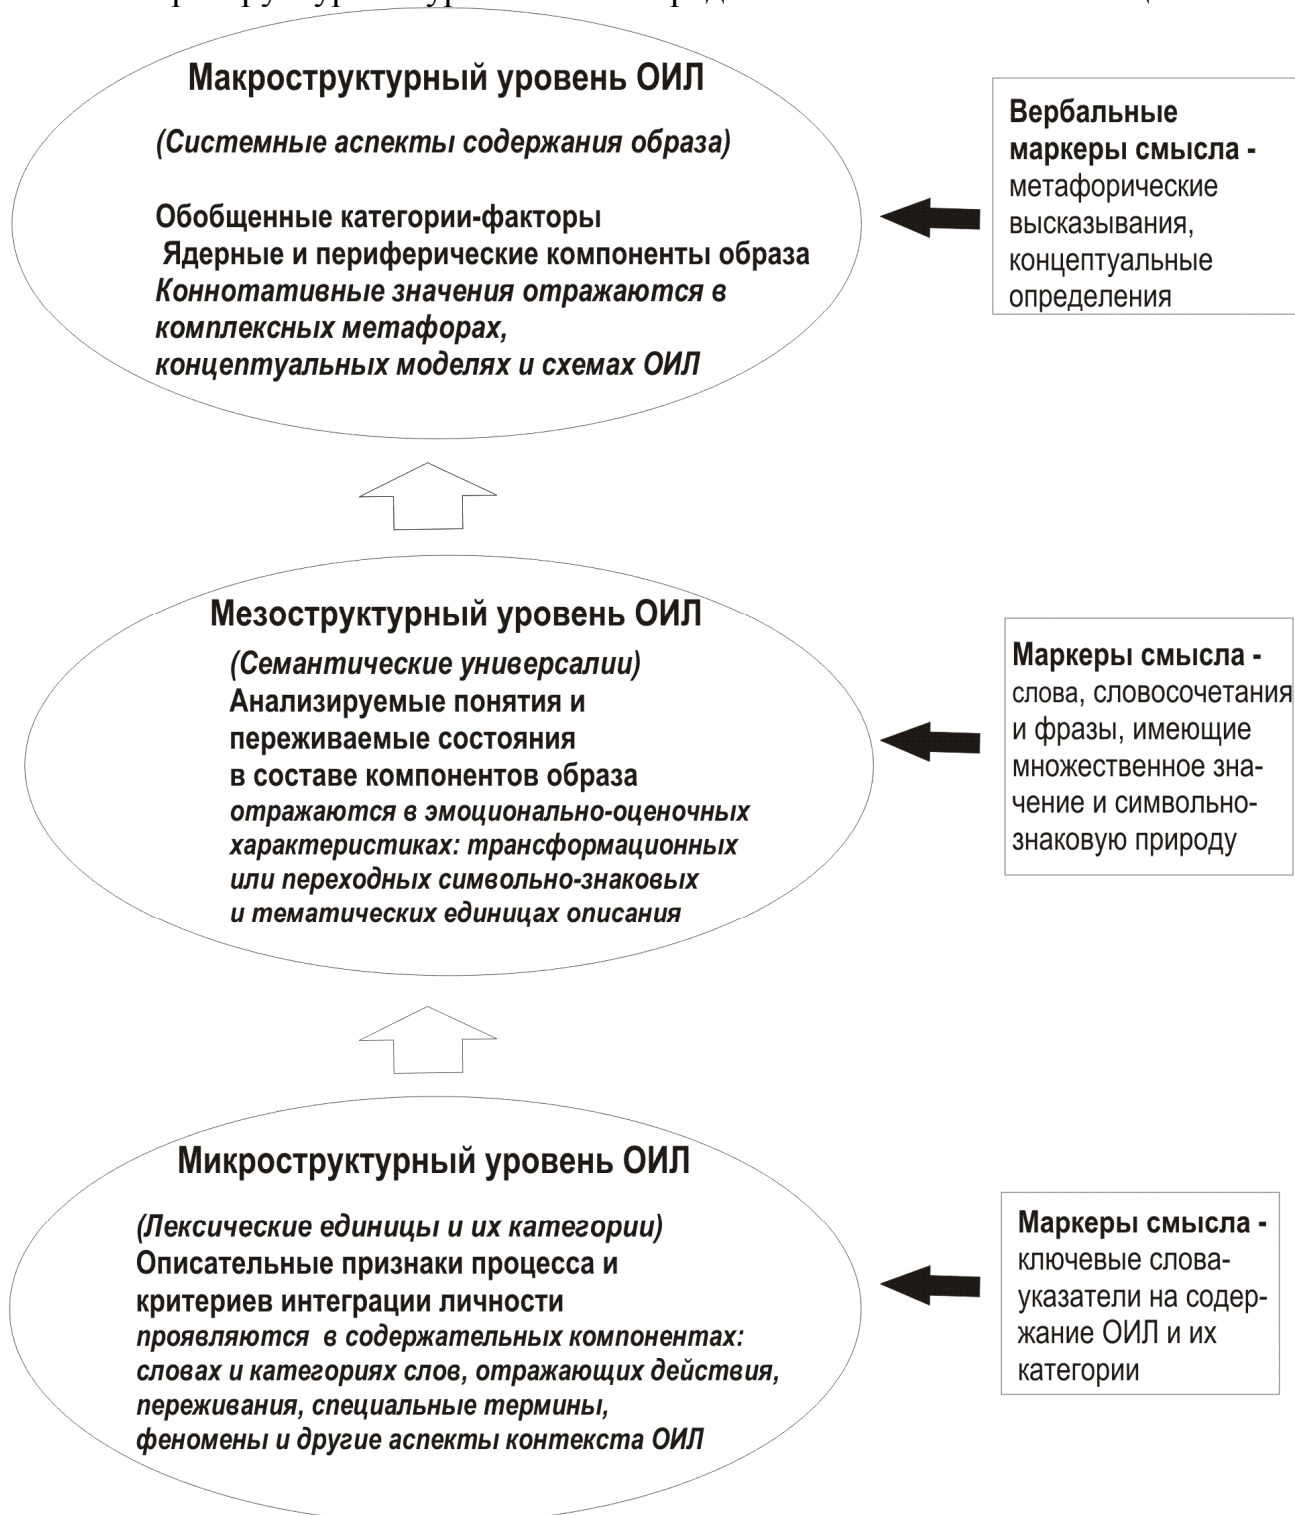 Макроструктурный уровень ОИЛ
(Системные аспекты содержания образа)
Обобщенные категории-факторы
Ядерные и периферические компоненты образа
Коннотативные значения отражаются в
комплексных метафорах,
концептуальных моделях и схемах ОИЛ
Вербальные
маркеры смысла -
метафорические
высказывания,
концептуальные
определения
Мезоструктурный уровень ОИЛ
(Семантические универсалии)
Анализируемые понятия и
переживаемые состояния
в составе компонентов образа
отражаются в эмоционально-оценочных
характеристиках: трансформационных
или переходных символьно-знаковых
и тематических единицах описания
Маркеры смысла -
слова, словосочетания
и фразы, имеющие
множественное зна-
чение и символьно-
знаковую природу
Микроструктурный уровень ОИЛ
(Лексические единицы и их категории)
Описательные признаки процесса и
критериев интеграции личности
проявляются в содержательных компонентах:
словах и категориях слов, отражающих действия,
переживания, специальные термины,
феномены и другие аспекты контекста ОИЛ
Маркеры смысла -
ключевые слова-
указатели на содер-
жание ОИЛ и их
категории